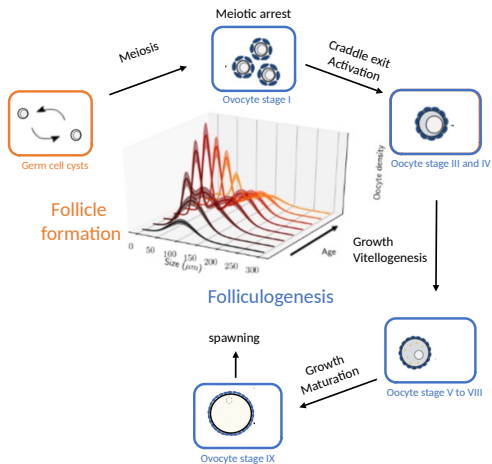 Meiotic arrest
Meiosis
Craddle exit
Activation
Ovocyte stage I
Germ cell cysts
Oocyte stage III and IV
Oocyte density
Follicle
formation
0 50 100 150 200 250 300
Size (μm)
Age
Growth
Vitellogenesis
Folliculogenesis
spawning
Growth
Maturation
Oocyte stage V to VIII
Ovocyte stage IX